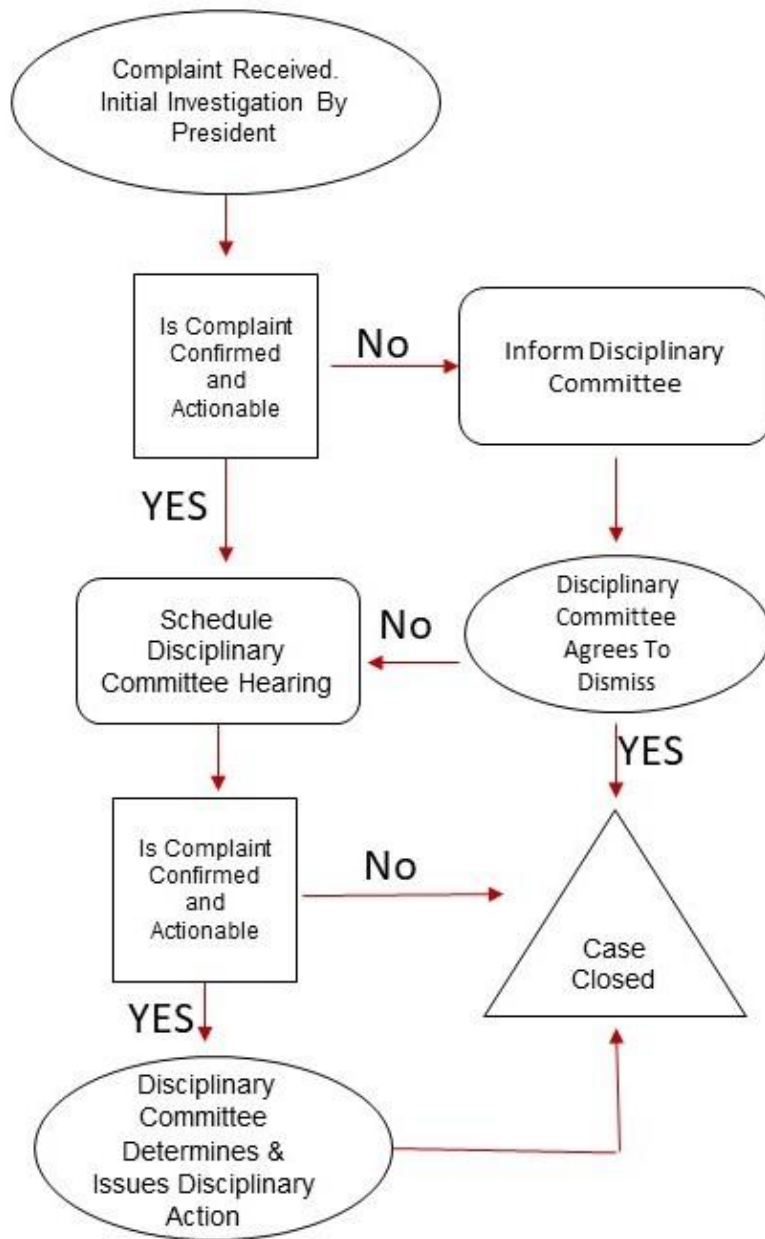 Complaint Received.
Initial Investigation By
President
Is Complaint
Confirmed
and
Actionable
No
Inform Disciplinary
Committee
YES
Schedule
Disciplinary
Committee Hearing
No
Disciplinary
Committee
Agrees To
Dismiss
YES
Is Complaint
Confirmed
and
Actionable
No
Case
Closed
YES
Disciplinary
Committee
Determines &
Issues Disciplinary
Action